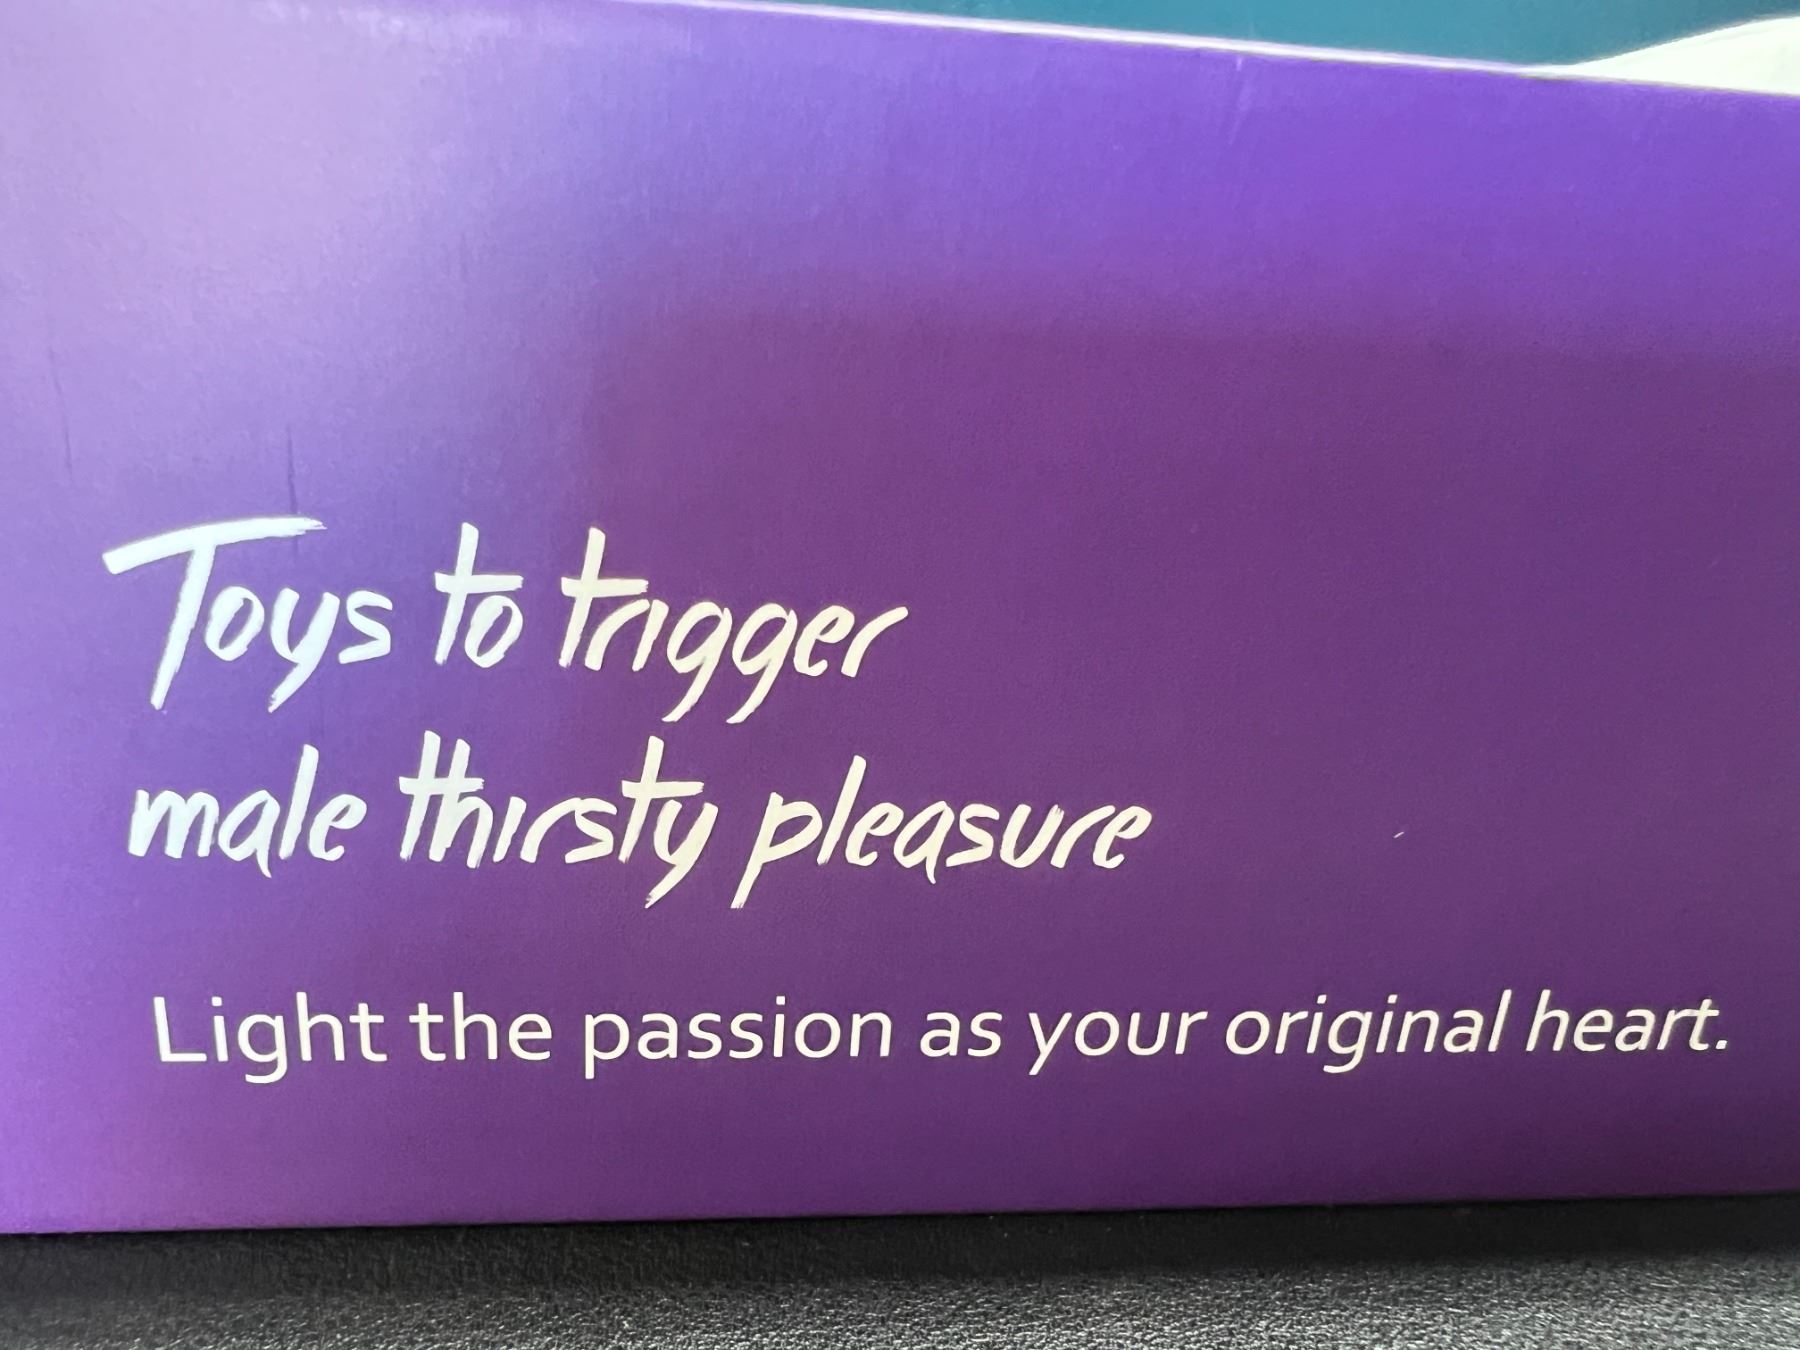 Toys to trigger
male thirsty pleasure
Light the passion as your original heart.